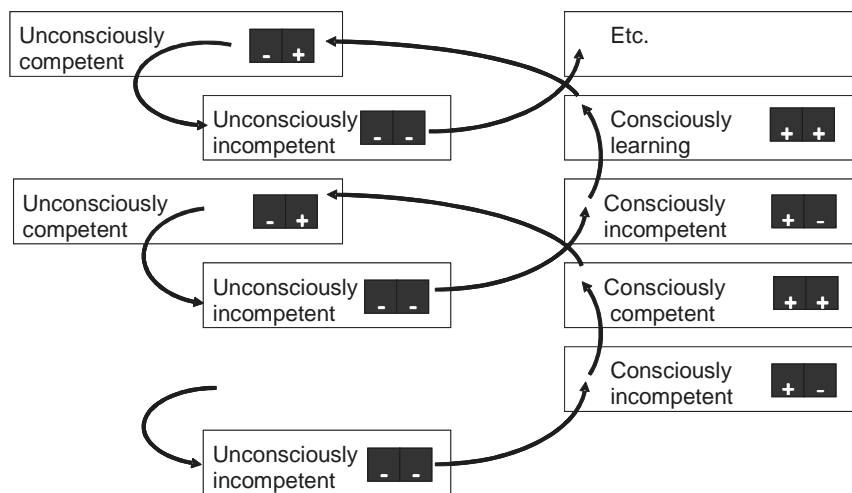 Unconsciously
competent
- +
Etc.
Unconsciously
incompetent
- -
Consciously
learning
+ +
Unconsciously
competent
- +
Consciously
incompetent
+ -
Unconsciously
incompetent
- -
Consciously
competent
+ +
Consciously
incompetent
+ -
Unconsciously
incompetent
- -